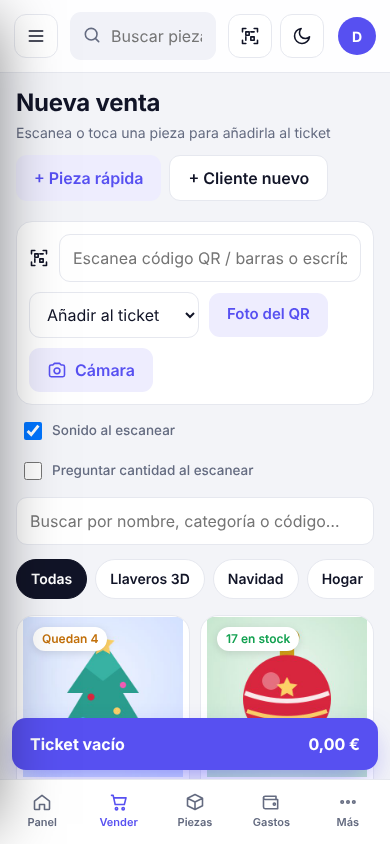 Buscar pieza
D
Nueva venta
Escanea o toca una pieza para añadirla al ticket
+ Pieza rápida
+ Cliente nuevo
Escanea código QR / barras o escrib
Añadir al ticket
Foto del QR
Cámara
Sonido al escanear
Preguntar cantidad al escanear
Buscar por nombre, categoría o código...
Todas
Llaveros 3D
Navidad
Hogar
Quedan 4
17 en stock
Ticket vacío
0,00 €
Panel
Vender
Piezas
Gastos
Más